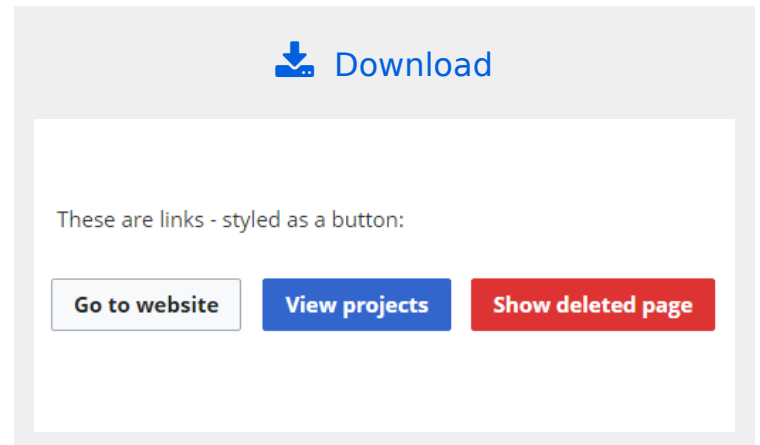 Download
These are links - styled as a button:
Go to website View projects Show deleted page